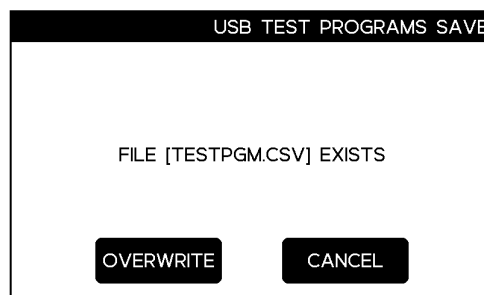 USB TEST PROGRAMS SAVE
FILE [TESTPGM.CSV] EXISTS
OVERWRITE CANCEL